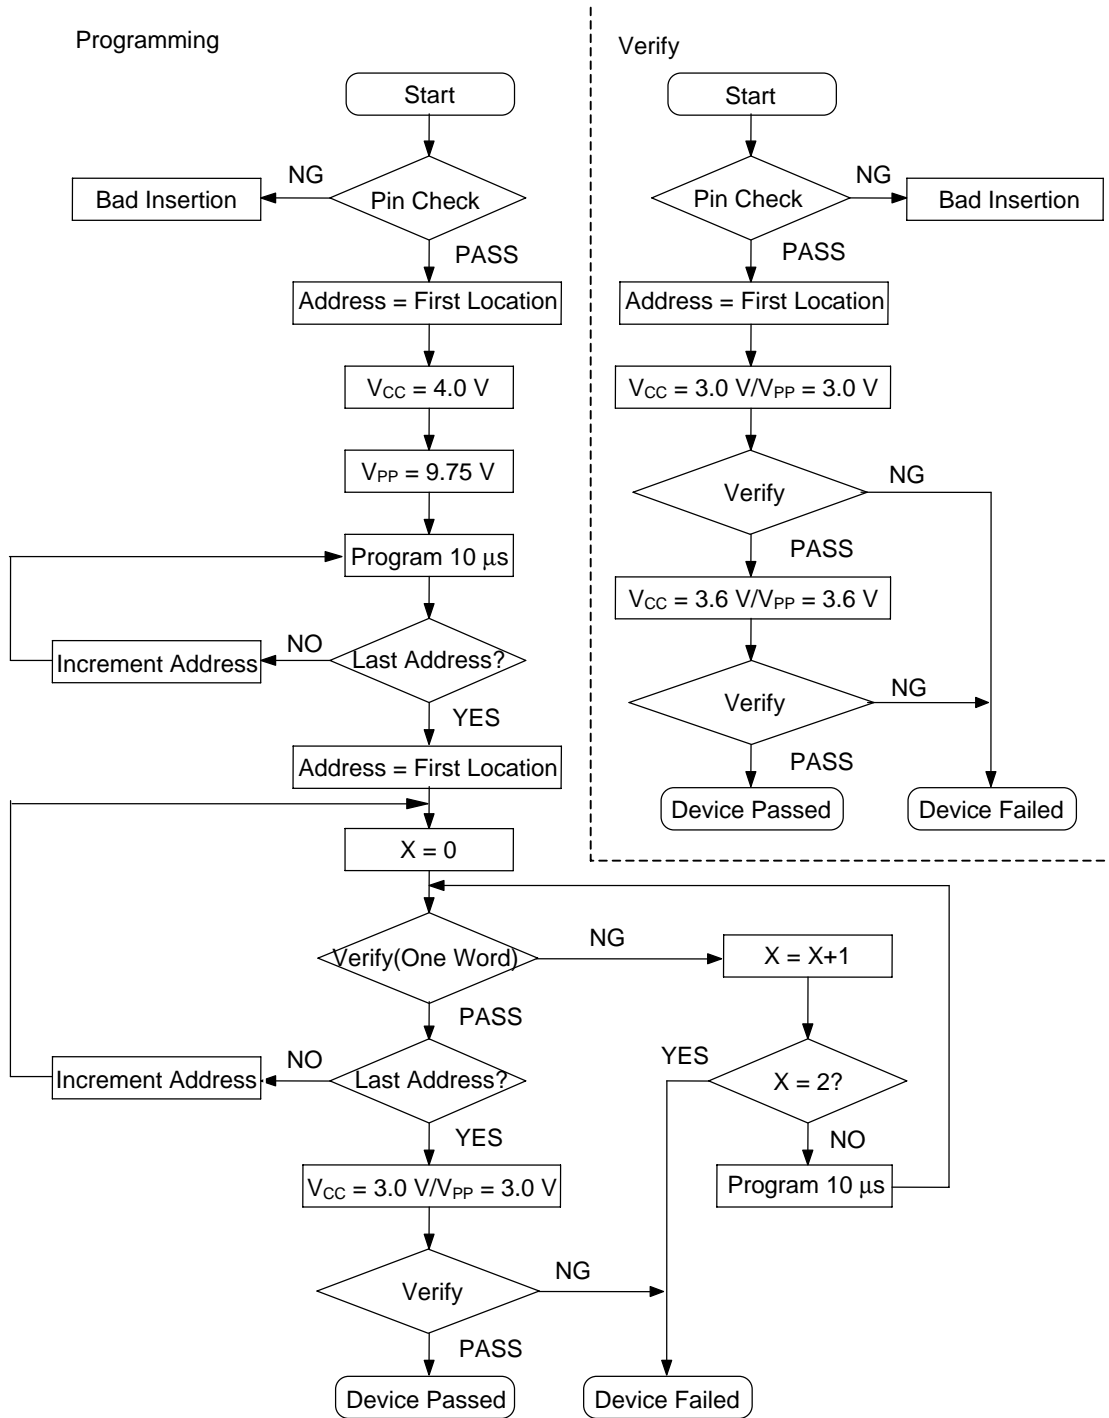 Programming
Start
Pin Check
NG
Bad Insertion
PASS
Address = First Location
VCC = 4.0 V
VPP = 9.75 V
Program 10 μs
Last Address?
NO
Increment Address
YES
Address = First Location
X = 0
Verify(One Word)
NG
X = X+1
PASS
X = 2?
YES
NO
Program 10 μs
Last Address?
NO
Increment Address
YES
VCC = 3.0 V/VPP = 3.0 V
Verify
NG
PASS
Device Passed
Device Failed
Verify
Start
Pin Check
NG
Bad Insertion
PASS
Address = First Location
VCC = 3.0 V/VPP = 3.0 V
Verify
NG
PASS
VCC = 3.6 V/VPP = 3.6 V
Verify
NG
PASS
Device Passed
Device Failed